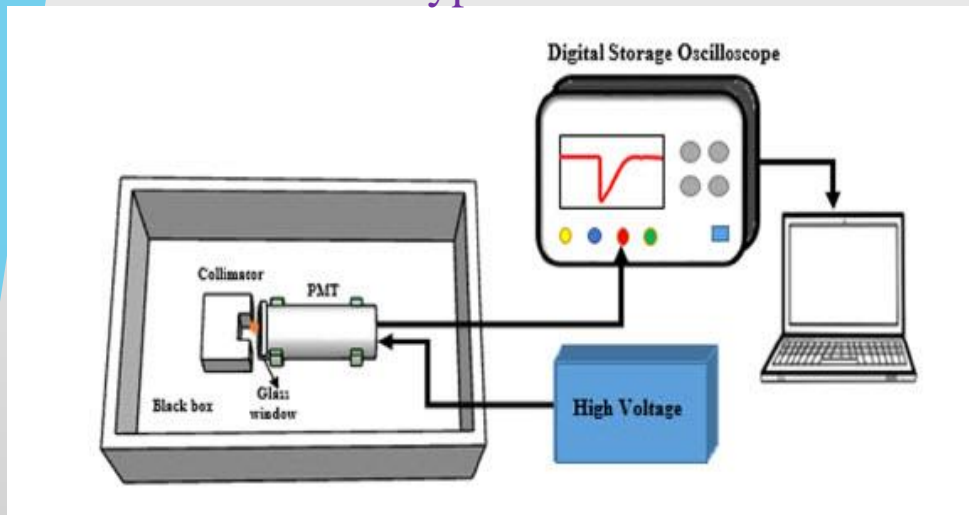 Digital Storage Oscilloscope
Collimator
PMT
Glass
window
Black box
High Voltage